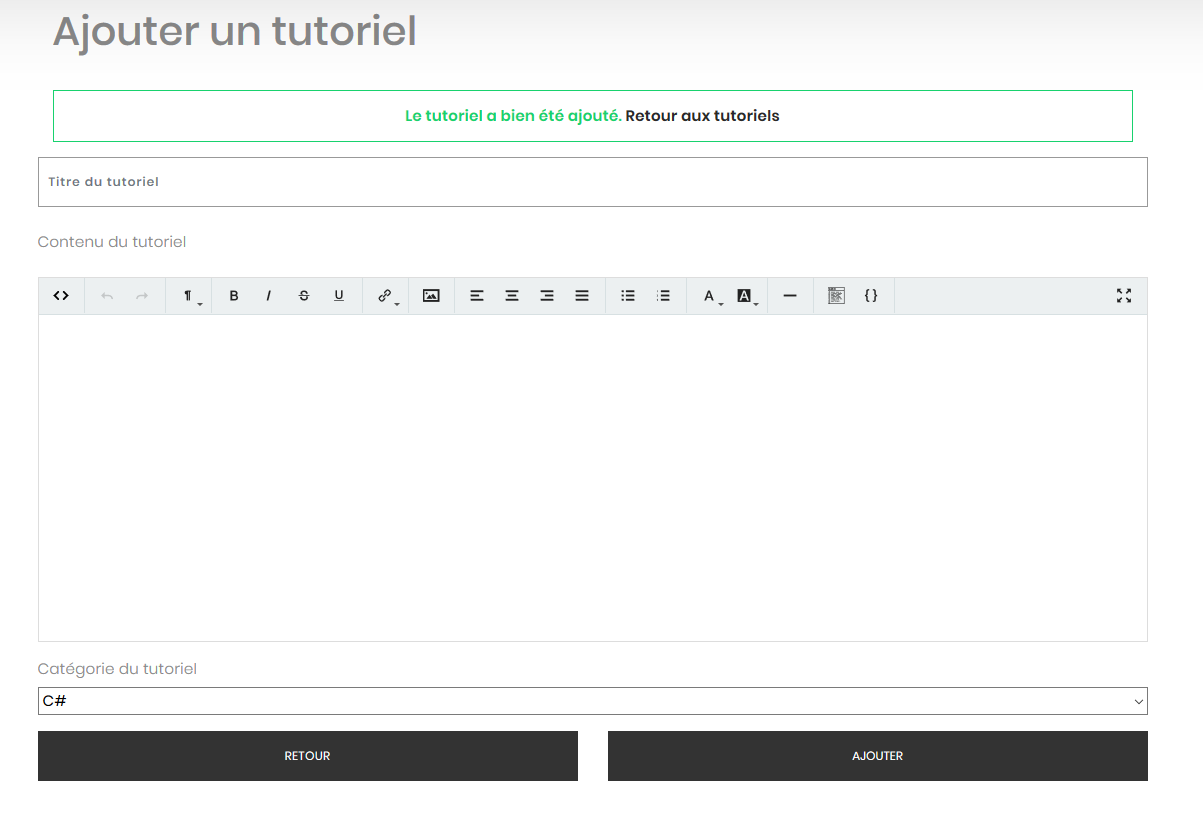 Ajouter un tutoriel
Le tutoriel a bien été ajouté. Retour aux tutoriels
Titre du tutoriel
Contenu du tutoriel
<> ¶ B I S U A A { }
Catégorie du tutoriel
C#
RETOUR AJOUTER